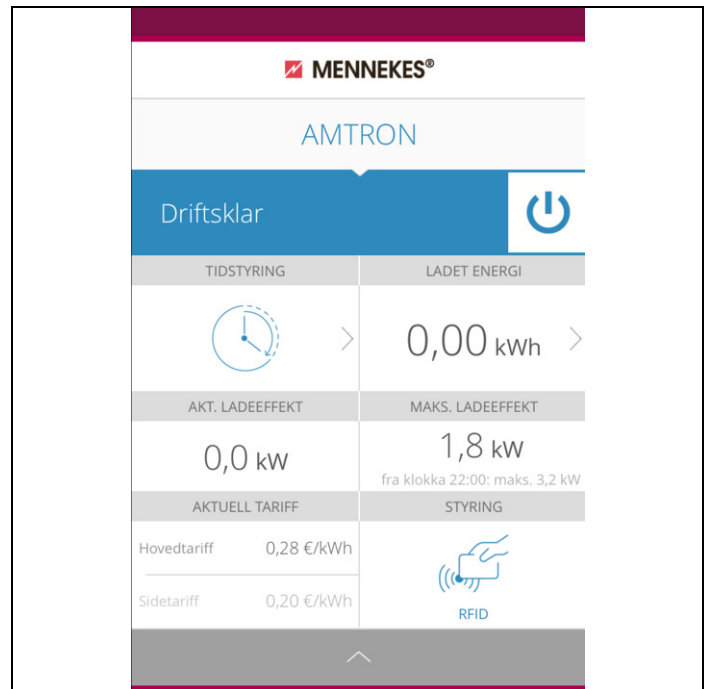 MENNEKES®
AMTRON
Driftsklar
TIDSTYRING
LADET ENERGI
0,00 kWh
AKT. LADEEFFEKT
MAKS. LADEEFFEKT
0,0 kW
1,8 kW
fra klokka 22:00: maks. 3,2 kW
AKTUELL TARIFF
STYRING
Hovedtariff 0,28 €/kWh
Sidetariff 0,20 €/kWh
RFID